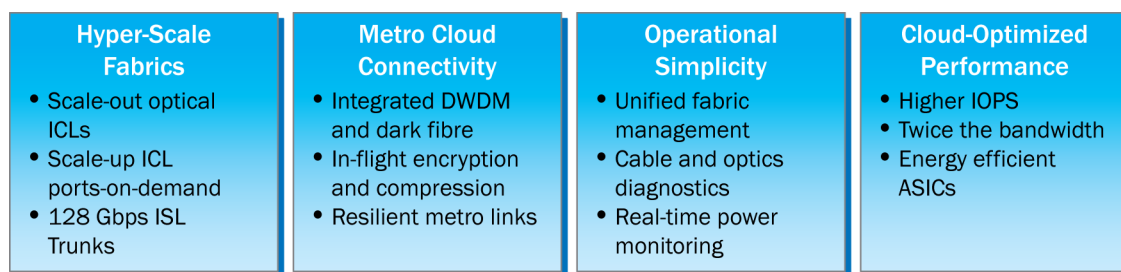 Hyper-Scale
Fabrics
• Scale-out optical
ICLs
• Scale-up ICL
ports-on-demand
• 128 Gbps ISL
Trunks
Metro Cloud
Connectivity
• Integrated DWDM
and dark fibre
• In-flight encryption
and compression
• Resilient metro links
Operational
Simplicity
• Unified fabric
management
• Cable and optics
diagnostics
• Real-time power
monitoring
Cloud-Optimized
Performance
• Higher IOPS
• Twice the bandwidth
• Energy efficient
ASICs